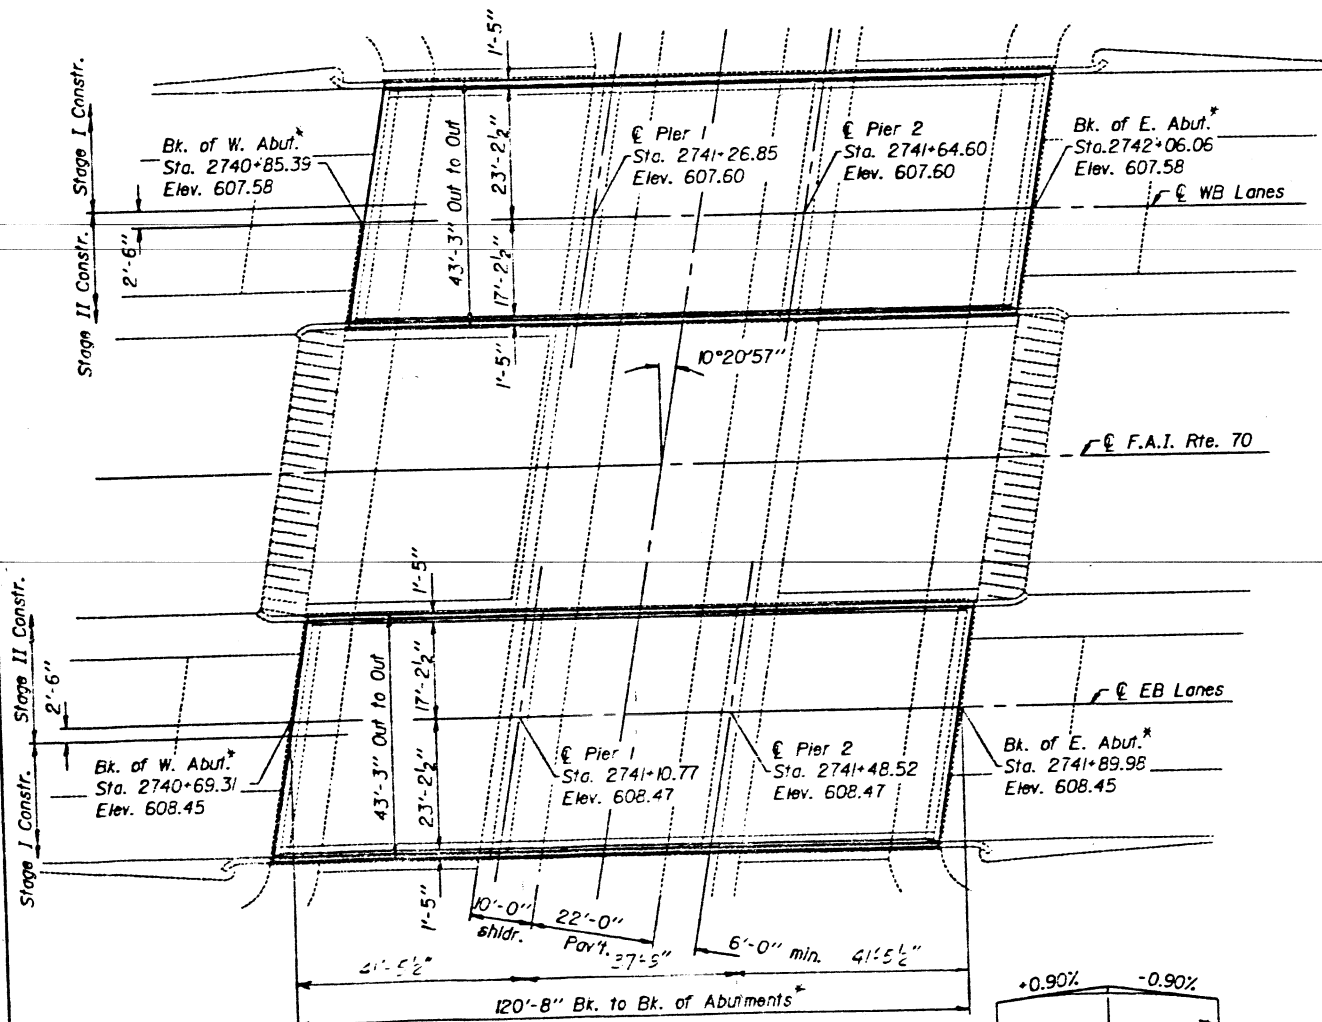 1'-5"
Stage I Constr.
Stage II Constr.
2'-6"
Bk. of W. Abut.*
Sta. 2740+85.39
Elev. 607.58
43'-3" Out to Out
23'-2½"
17'-2½"
1'-5"
℄ Pier 1
Sta. 2741+26.85
Elev. 607.60
℄ Pier 2
Sta. 2741+64.60
Elev. 607.60
Bk. of E. Abut.*
Sta.2742+06.06
Elev. 607.58
℄ WB Lanes
10°20'57"
℄ F.A.I. Rte. 70
Stage II Constr.
Stage I Constr.
2'-6"
1'-5"
43'-3" Out to Out
17'-2½"
23'-2½"
1'-5"
℄ EB Lanes
Bk. of W. Abut.*
Sta. 2740+69.31
Elev. 608.45
℄ Pier 1
Sta. 2741+10.77
Elev. 608.47
℄ Pier 2
Sta. 2741+48.52
Elev. 608.47
Bk. of E. Abut.*
Sta. 2741+89.98
Elev. 608.45
10'-0"
shldr.
22'-0"
Pav't.
6'-0" min.
41'-5½"
37'-9"
41'-5½"
120'-8" Bk. to Bk. of Abutments*
+0.90%
-0.90%